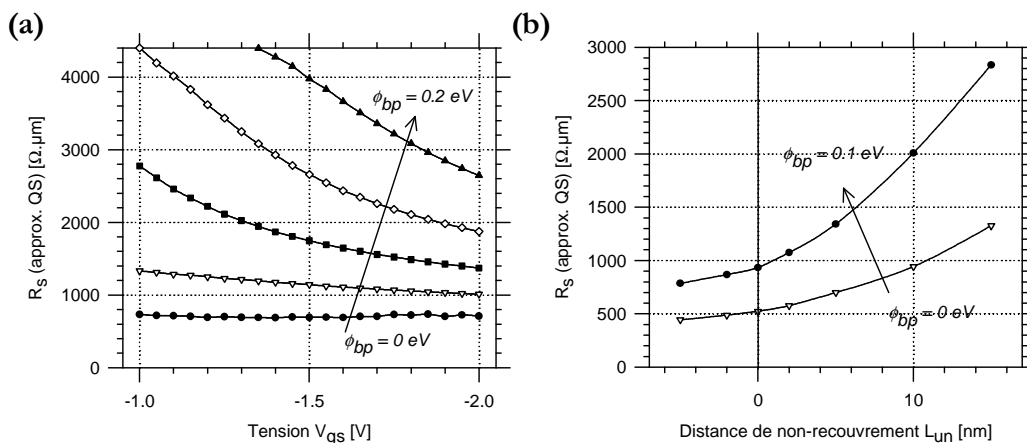 (a)
R_S (approx. QS) [Ω.µm]
4000
3000
2000
1000
0
ϕ_bp = 0.2 eV
ϕ_bp = 0 eV
-1.0
-1.5
-2.0
Tension V_gs [V]
(b)
R_S (approx. QS) [Ω.µm]
3000
2500
2000
1500
1000
500
0
ϕ_bp = 0.1 eV
ϕ_bp = 0 eV
0
10
Distance de non-recouvrement L_un [nm]